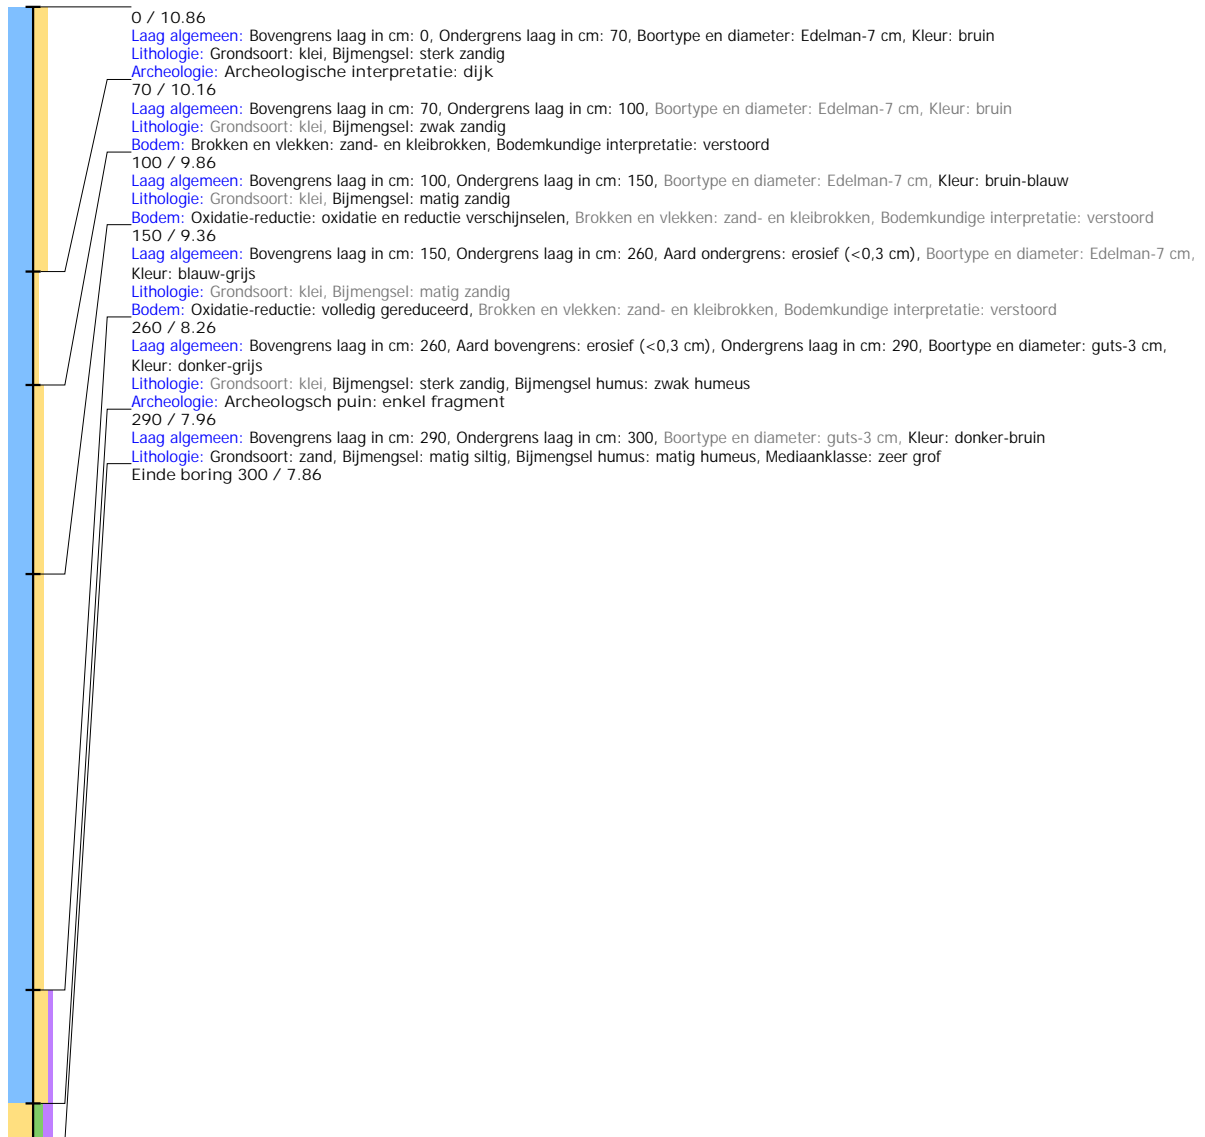 0 / 10.86
Laag algemeen: Bovengrens laag in cm: 0, Ondergrens laag in cm: 70, Boortype en diameter: Edelman-7 cm, Kleur: bruin
Lithologie: Grondsoort: klei, Bijmengsel: sterk zandig
Archeologie: Archeologische interpretatie: dijk
70 / 10.16
Laag algemeen: Bovengrens laag in cm: 70, Ondergrens laag in cm: 100, Boortype en diameter: Edelman-7 cm, Kleur: bruin
Lithologie: Grondsoort: klei, Bijmengsel: zwak zandig
Bodem: Brokken en vlekken: zand- en kleibrokken, Bodemkundige interpretatie: verstoord
100 / 9.86
Laag algemeen: Bovengrens laag in cm: 100, Ondergrens laag in cm: 150, Boortype en diameter: Edelman-7 cm, Kleur: bruin-blauw
Lithologie: Grondsoort: klei, Bijmengsel: matig zandig
Bodem: Oxidatie-reductie: oxidatie en reductie verschijnselen, Brokken en vlekken: zand- en kleibrokken, Bodemkundige interpretatie: verstoord
150 / 9.36
Laag algemeen: Bovengrens laag in cm: 150, Ondergrens laag in cm: 260, Aard ondergrens: erosief (<0,3 cm), Boortype en diameter: Edelman-7 cm,
Kleur: blauw-grijs
Lithologie: Grondsoort: klei, Bijmengsel: matig zandig
Bodem: Oxidatie-reductie: volledig gereduceerd, Brokken en vlekken: zand- en kleibrokken, Bodemkundige interpretatie: verstoord
260 / 8.26
Laag algemeen: Bovengrens laag in cm: 260, Aard bovengrens: erosief (<0,3 cm), Ondergrens laag in cm: 290, Boortype en diameter: guts-3 cm,
Kleur: donker-grijs
Lithologie: Grondsoort: klei, Bijmengsel: sterk zandig, Bijmengsel humus: zwak humeus
Archeologie: Archeologsch puin: enkel fragment
290 / 7.96
Laag algemeen: Bovengrens laag in cm: 290, Ondergrens laag in cm: 300, Boortype en diameter: guts-3 cm, Kleur: donker-bruin
Lithologie: Grondsoort: zand, Bijmengsel: matig siltig, Bijmengsel humus: matig humeus, Mediaanklasse: zeer grof
Einde boring 300 / 7.86